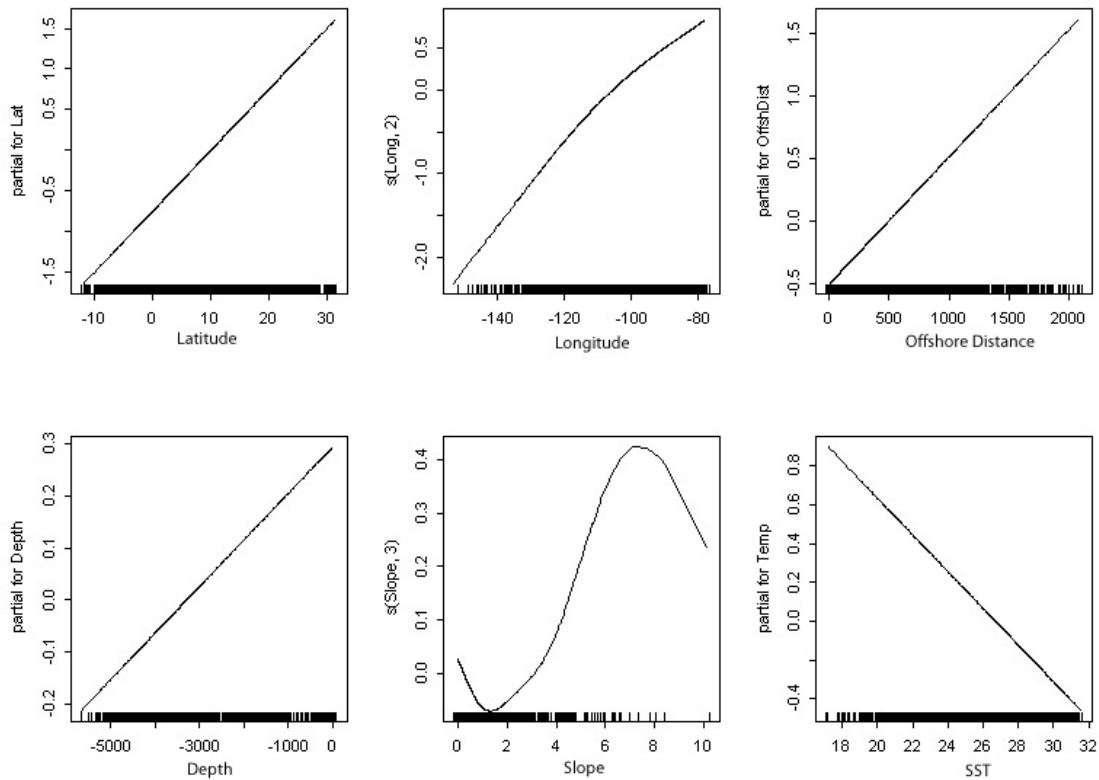 partial for Lat
-1.5 -0.5 0.5 1.0 1.5
-10 0 10 20 30
Latitude
s(Long, 2)
-2.0 -1.0 0.0 0.5
-140 -120 -100 -80
Longitude
partial for OffshDist
-0.5 0.0 0.5 1.0 1.5
0 500 1000 1500 2000
Offshore Distance
partial for Depth
-0.2 -0.1 0.0 0.1 0.2 0.3
-5000 -3000 -1000 0
Depth
s(Slope, 3)
0.0 0.1 0.2 0.3 0.4
0 2 4 6 8 10
Slope
partial for Temp
-0.4 0.0 0.2 0.4 0.6 0.8
18 20 22 24 26 28 30 32
SST